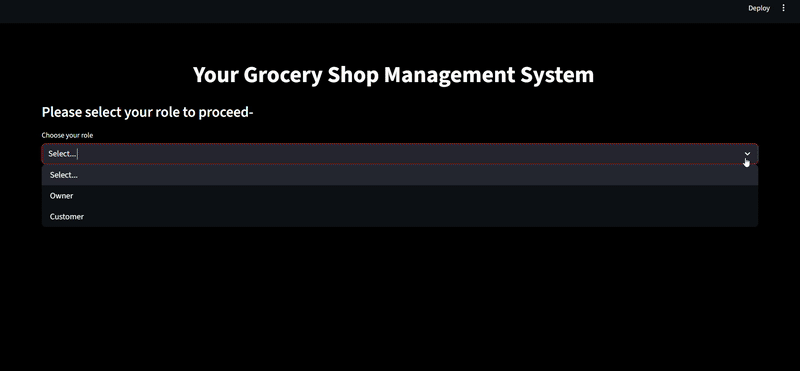 Deploy
Your Grocery Shop Management System
Please select your role to proceed-
Choose your role
Select...
Select...
Owner
Customer